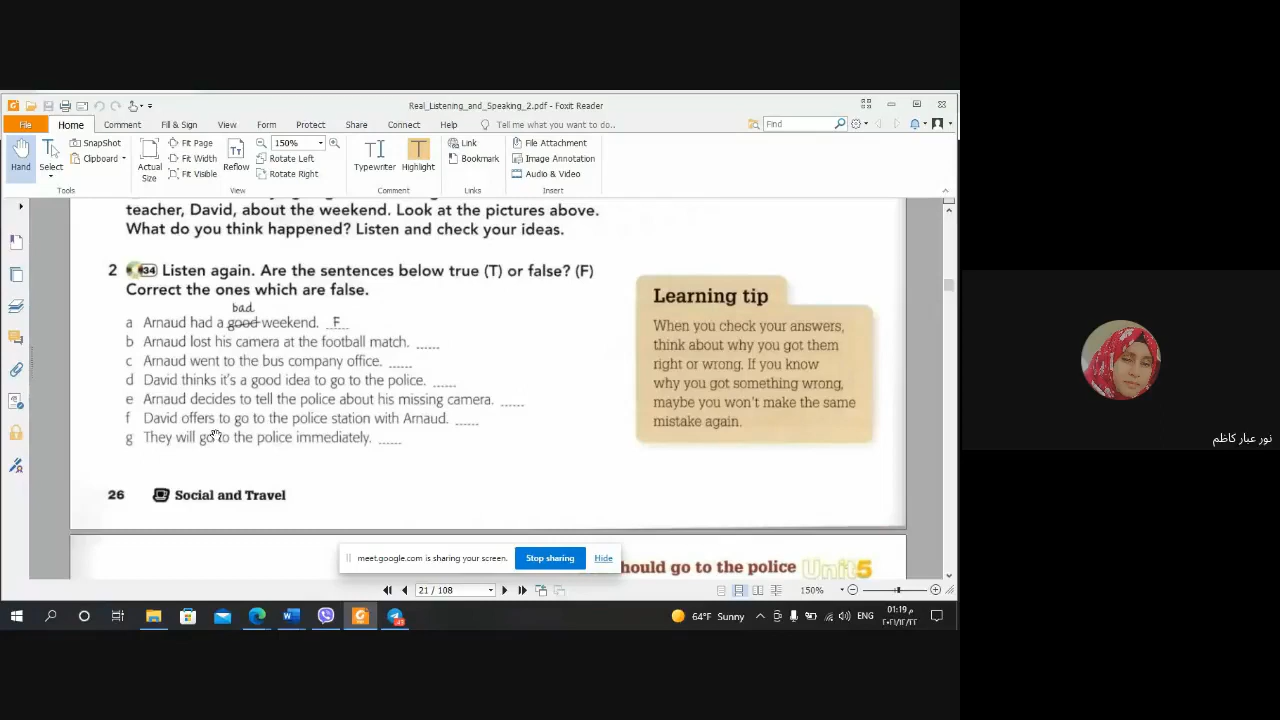 Real_Listening_and_Speaking_2.pdf - Foxit Reader
File Home Comment Fill & Sign View Form Protect Share Connect Help Tell me what you want to do.. Find
Hand Select SnapShot Clipboard Actual Size Fit Page Fit Width Fit Visible Reflow 150% Rotate Left Rotate Right Typewriter Highlight Link Bookmark File Attachment Image Annotation Audio & Video
Tools View Comment Links Insert
teacher, David, about the weekend. Look at the pictures above.
What do you think happened? Listen and check your ideas.
2 34 Listen again. Are the sentences below true (T) or false? (F)
Correct the ones which are false.
bad
a Arnaud had a good weekend. F
b Arnaud lost his camera at the football match. ......
c Arnaud went to the bus company office. ......
d David thinks it's a good idea to go to the police. ......
e Arnaud decides to tell the police about his missing camera. ......
f David offers to go to the police station with Arnaud. ......
g They will go to the police immediately. ......
Learning tip
When you check your answers,
think about why you got them
right or wrong. If you know
why you got something wrong,
maybe you won't make the same
mistake again.
26 Social and Travel
meet.google.com is sharing your screen. Stop sharing Hide
hould go to the police Unit5
21 / 108 150%
64°F Sunny ENG
01:19 م
٢٠٢١/١٢/٢٢
نور عبار كاظم